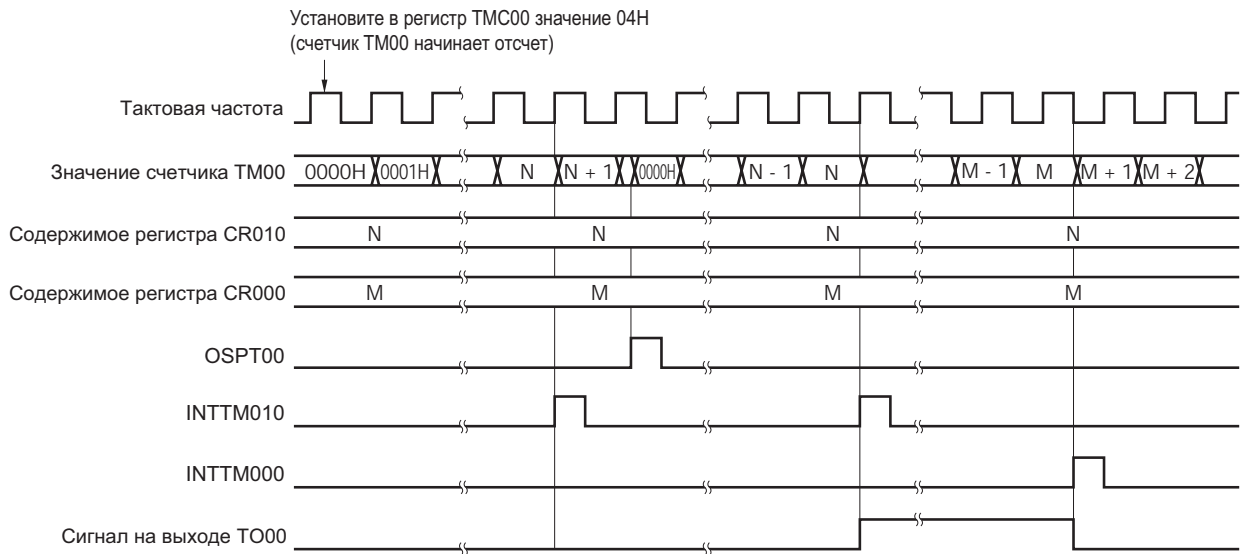 Установите в регистр TMC00 значение 04H
(счетчик TM00 начинает отсчет)
Тактовая частота
Значение счетчика TM00 0000H 0001H N N + 1 0000H N - 1 N M - 1 M M + 1 M + 2
Содержимое регистра CR010 N N N N
Содержимое регистра CR000 M M M M
OSPT00
INTTM010
INTTM000
Сигнал на выходе TO00